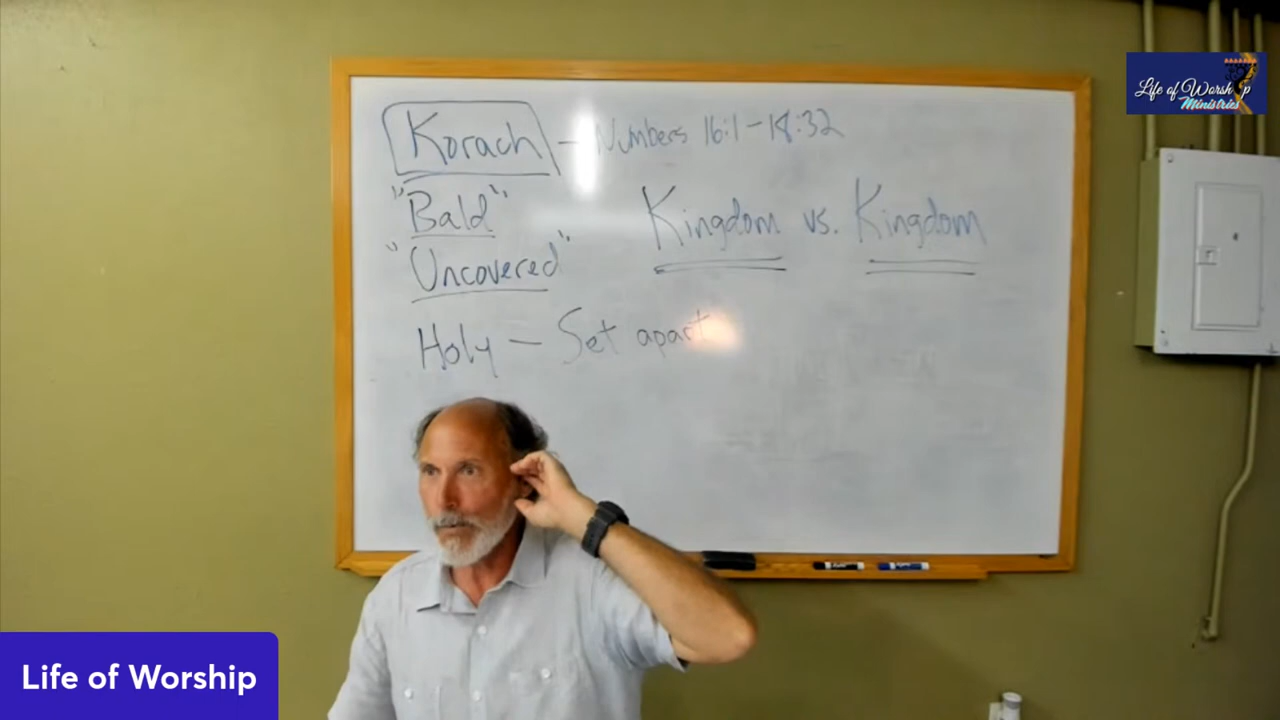 Korach - Numbers 16:1-18:32
"Bald"
"Uncovered"
Kingdom vs. Kingdom
Holy - Set apart
Life of Worship
Ministries
Life of Worship